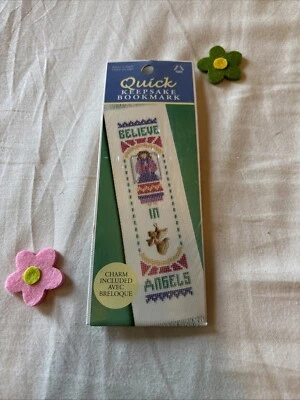 Quick
KEEPSAKE
BOOKMARK
BELIEVE
IN
ANGELS
CHARM
INCLUDED
AVEC
BRELOQUE